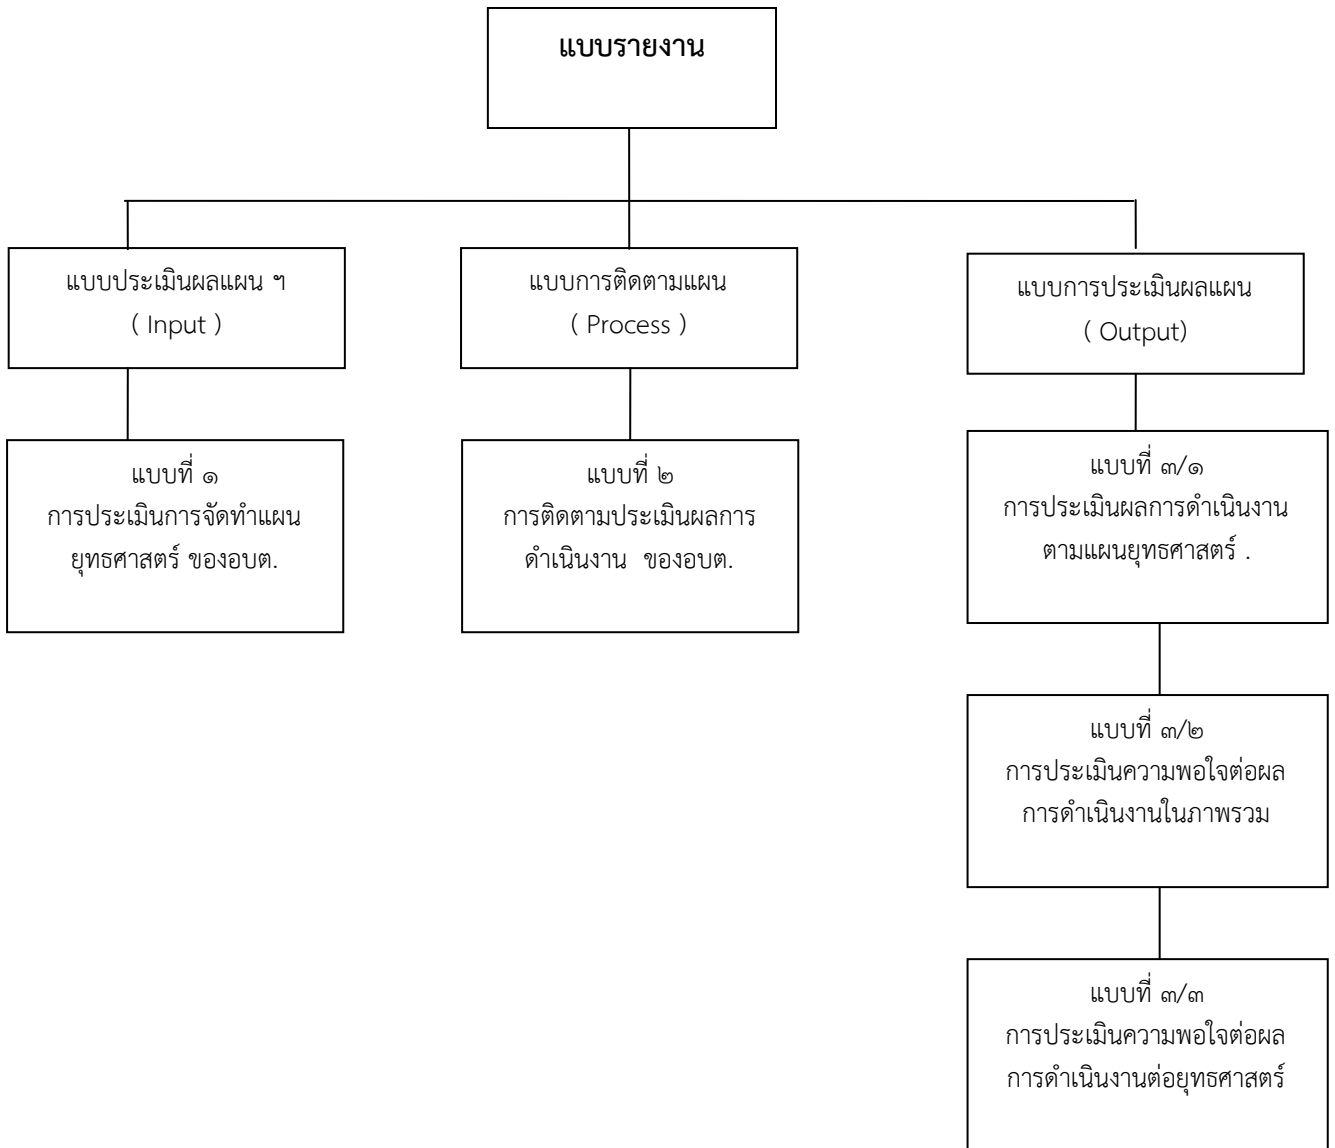 แบบรายงาน
แบบประเมินผลแผน ฯ
( Input )
แบบการติดตามแผน
( Process )
แบบการประเมินผลแผน
( Output)
แบบที่ ๑
การประเมินการจัดทำแผน
ยุทธศาสตร์ ของอบต.
แบบที่ ๒
การติดตามประเมินผลการ
ดำเนินงาน ของอบต.
แบบที่ ๓/๑
การประเมินผลการดำเนินงาน
ตามแผนยุทธศาสตร์ .
แบบที่ ๓/๒
การประเมินความพอใจต่อผล
การดำเนินงานในภาพรวม
แบบที่ ๓/๓
การประเมินความพอใจต่อผล
การดำเนินงานต่อยุทธศาสตร์